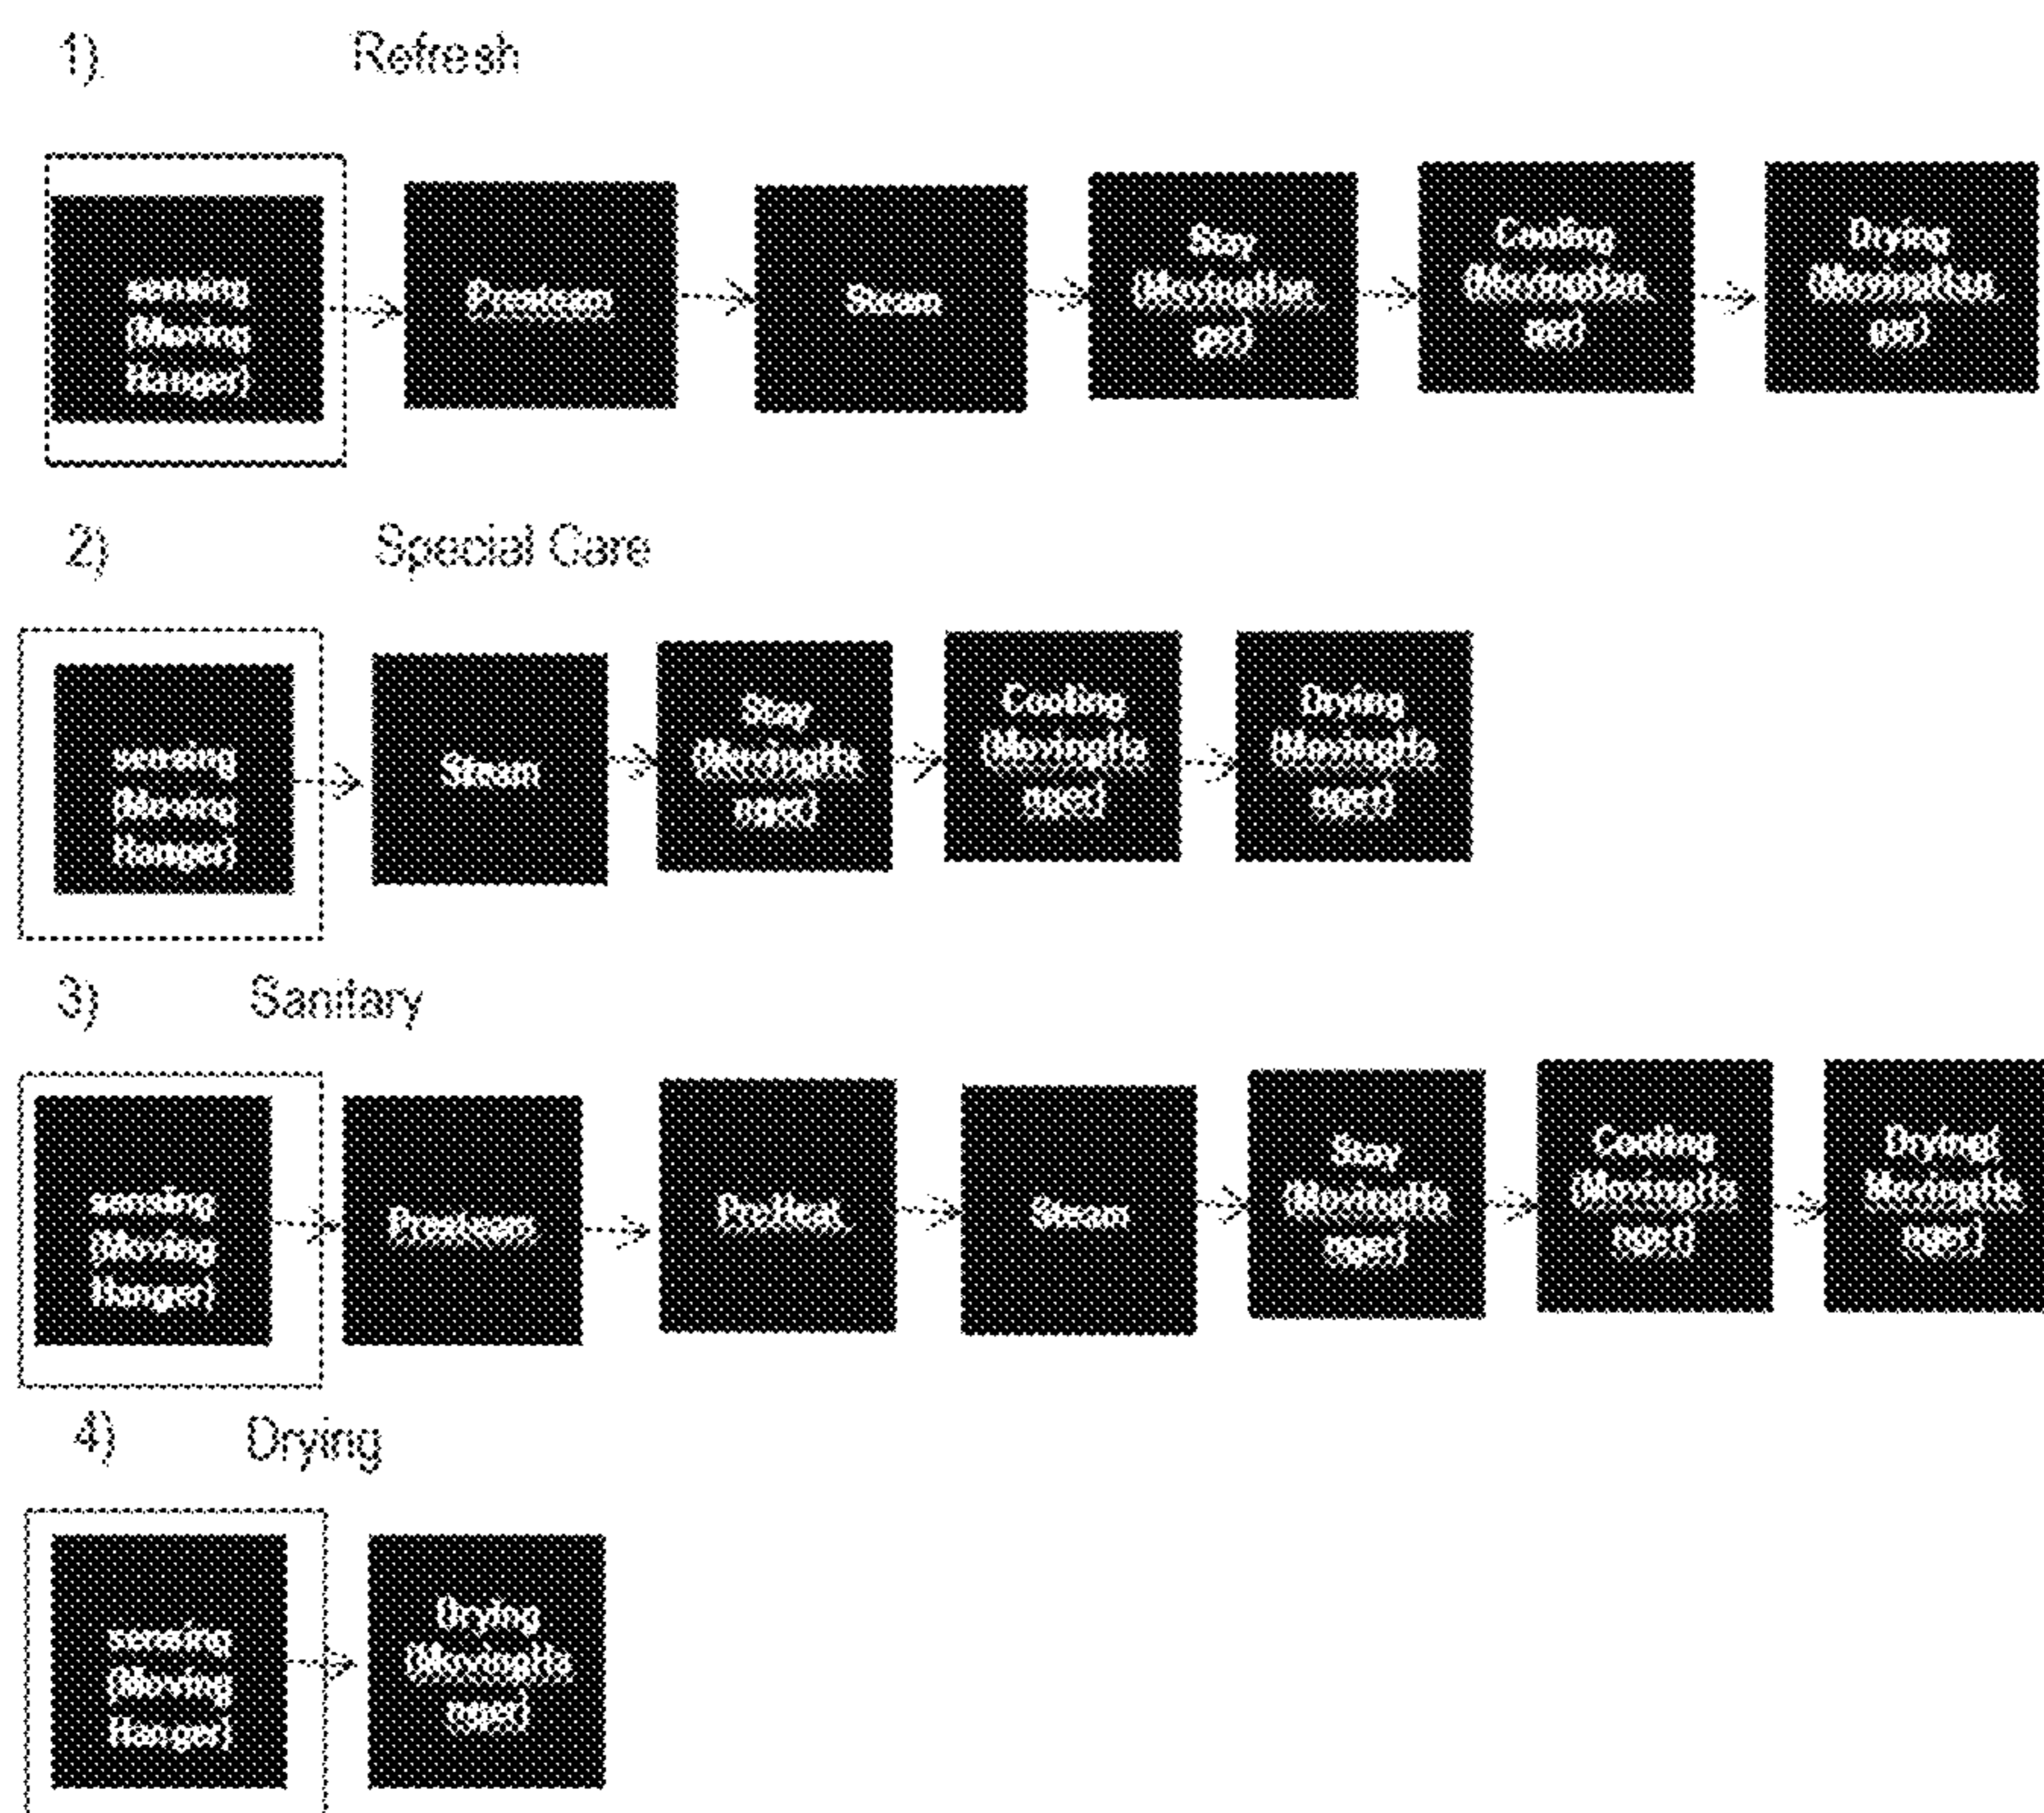 1) Refresh
sensing
(Moving
Hanger)
Presteam
Steam
Stay
(MovingHan
ger)
Cooling
(MovingHan
ger)
Drying
(MovingHan
ger)
2) Special Care
sensing
(Moving
Hanger)
Steam
Stay
(MovingHa
nger)
Cooling
(MovingHa
nger)
Drying
(MovingHa
nger)
3) Sanitary
sensing
(Moving
Hanger)
Presteam
PreHeat
Steam
Stay
(MovingHa
nger)
Cooling
(MovingHa
nger)
Drying(
MovingHa
nger)
4) Drying
sensing
(Moving
Hanger)
Drying
(MovingHa
nger)